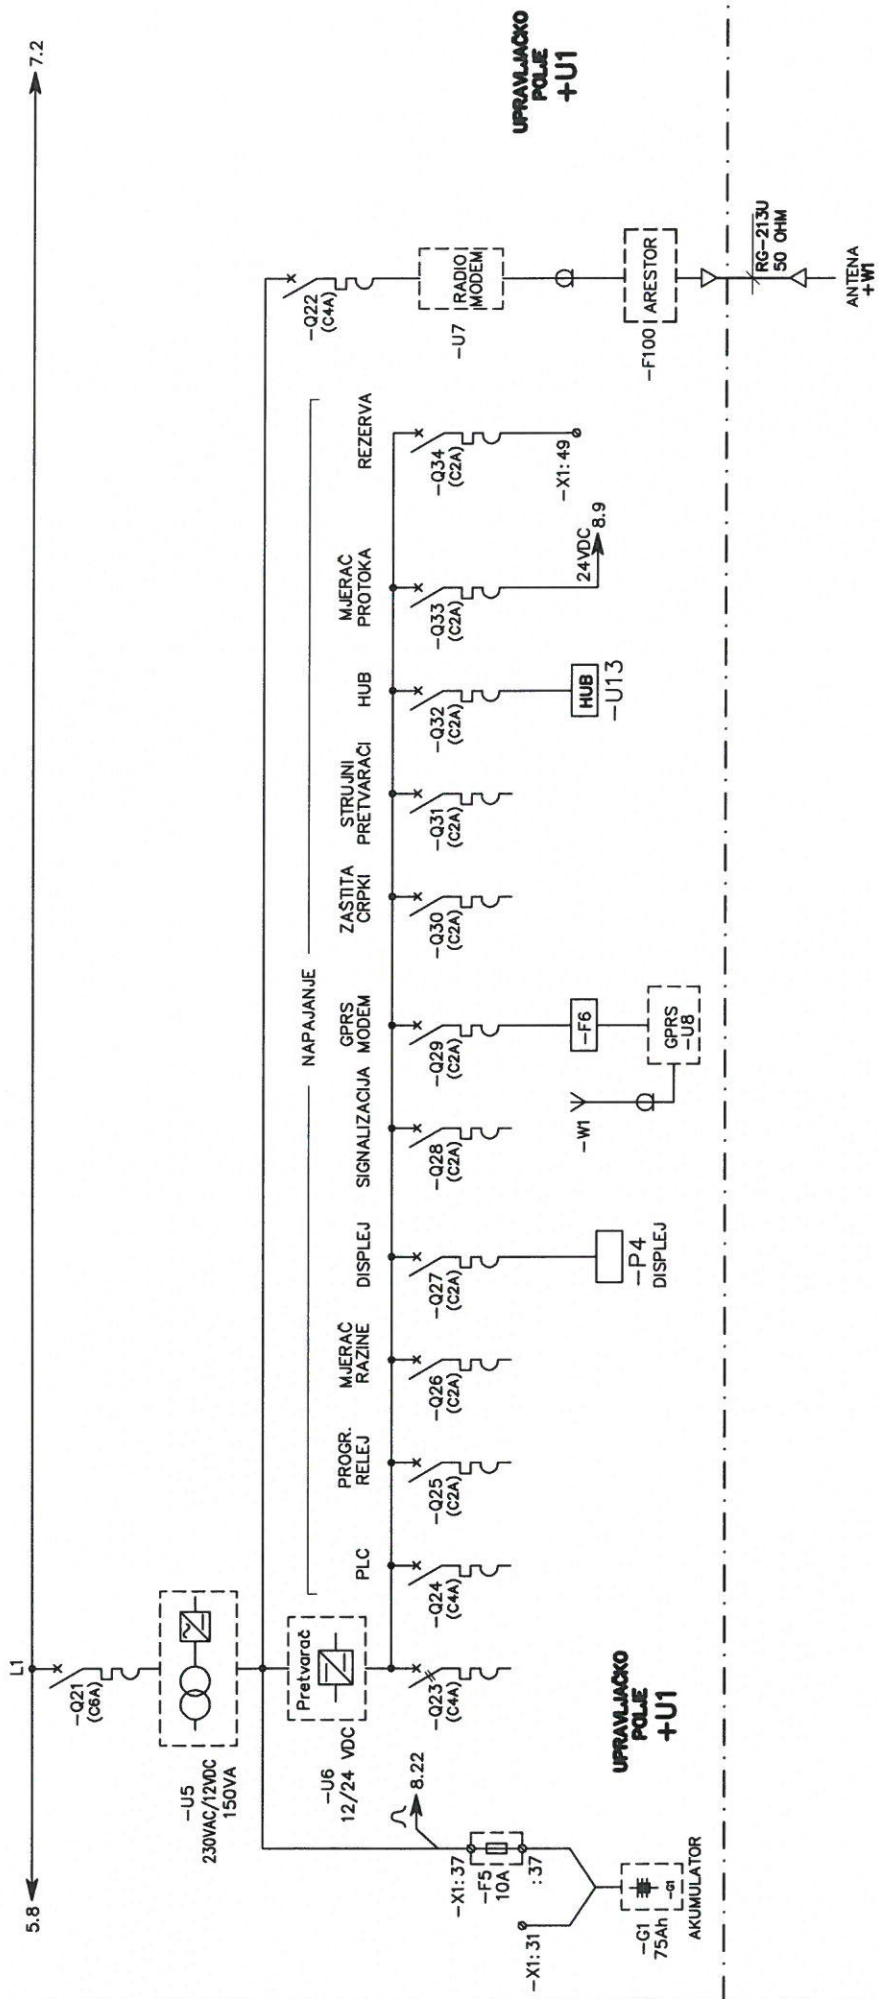 5.8
L1
7.2
-Q21
(C6A)
-U5
230VAC/12VDC
150VA
-U6
12/24 VDC
Pretvarač
NAPAJANJE
PLC
PROGR.
RELEJ
MJERAČ
RAZINE
DISPLEJ
SIGNALIZACIJA
GPRS
MODEM
ZAŠTITA
CRPKI
STRUJNI
PRETVARAČI
HUB
MJERAČ
PROTOKA
REZERVA
-Q22
(C4A)
-Q23
(C4A)
-Q24
(C4A)
-Q25
(C2A)
-Q26
(C2A)
-Q27
(C2A)
-Q28
(C2A)
-Q29
(C2A)
-Q30
(C2A)
-Q31
(C2A)
-Q32
(C2A)
-Q33
(C2A)
-Q34
(C2A)
8.22
-X1:37
-F5
10A
:37
-X1:31
-G1
75Ah
-G1
AKUMULATOR
UPRAVLJAČKO
POLJE
+U1
-P4
DISPLEJ
-W1
-F6
GPRS
-U8
HUB
-U13
24VDC
8.9
-X1:49
-U7
RADIO
MODEM
-F100
ARESTOR
RG-213U
50 OHM
ANTENA
+W1
UPRAVLJAČKO
POLJE
+U1